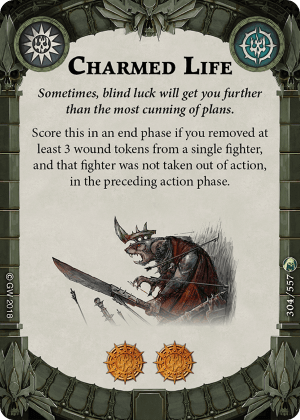 CHARMED LIFE
Sometimes, blind luck will get you further
than the most cunning of plans.
Score this in an end phase if you removed at
least 3 wound tokens from a single fighter,
and that fighter was not taken out of action,
in the preceding action phase.
© GW 2018
304/557